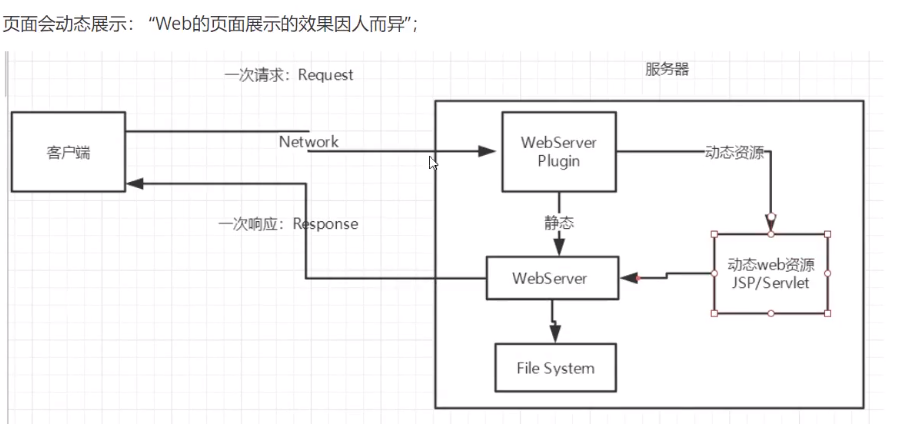 页面会动态展示：“Web的页面展示的效果因人而异”；
一次请求：Request
服务器
客户端
Network
WebServer
Plugin
动态资源
一次响应：Response
静态
动态web资源
JSP/Servlet
WebServer
File System